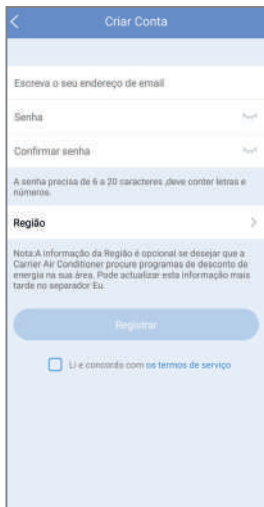 Criar Conta
Escreva o seu endereço de email
Senha
Confirmar senha
A senha precisa de 6 a 20 caracteres ,deve conter letras e
números.
Região
Nota:A informação da Região é opcional se desejar que a
Carrier Air Conditioner procure programas de desconto de
energia na sua área. Pode actualizar esta informação mais
tarde no separador Eu.
Registrar
Li e concordo com os termos de serviço